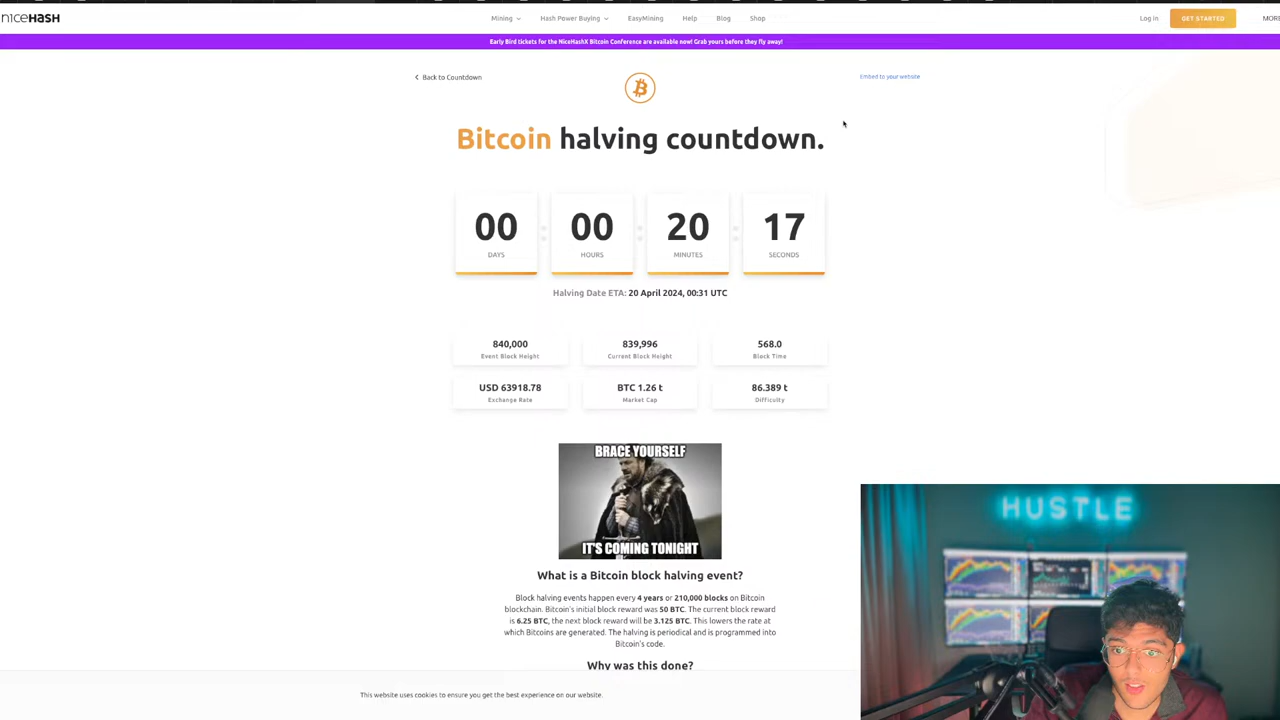 NICEHASH
Mining
Hash Power Buying
EasyMining
Help
Blog
Shop
Log in
GET STARTED
MOR
Early Bird tickets for the NiceHashX Bitcoin Conference are available now! Grab yours before they fly away!
Back to Countdown
Embed to your website
Bitcoin halving countdown.
00 : 00 : 20 : 17
DAYS HOURS MINUTES SECONDS
Halving Date ETA: 20 April 2024, 00:31 UTC
840,000 839,996 568.0
Event Block Height Current Block Height Block Time
USD 63918.78 BTC 1.26 t 86.389 t
Exchange Rate Market Cap Difficulty
BRACE YOURSELF
IT'S COMING TONIGHT
What is a Bitcoin block halving event?
Block halving events happen every 4 years or 210,000 blocks on Bitcoin
blockchain. Bitcoin's initial block reward was 50 BTC. The current block reward
is 6.25 BTC, the next block reward will be 3.125 BTC. This lowers the rate at
which Bitcoins are generated. The halving is periodical and is programmed into
Bitcoin's code.
Why was this done?
This website uses cookies to ensure you get the best experience on our website.
HUSTLE